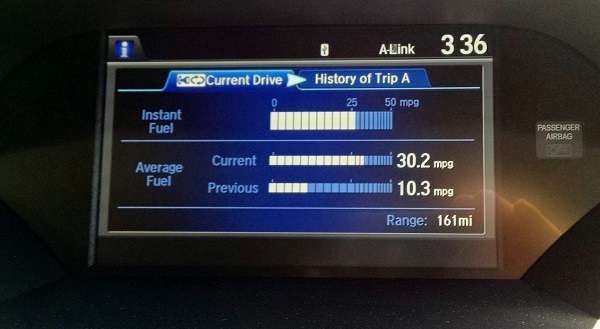 i A-Link 3 36
Current Drive History of Trip A
0 25 50 mpg
Instant
Fuel
Average
Fuel
Current 30.2 mpg
Previous 10.3 mpg
Range: 161mi
PASSENGER
AIRBAG